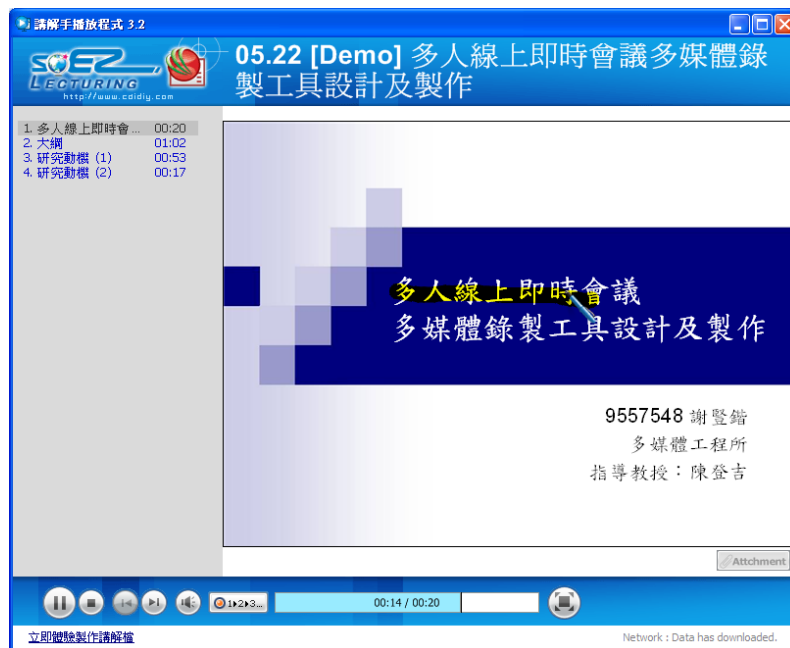 講解手播放程式 3.2
SOEZ
LECTURING
http://www.cdidiy.com
05.22 [Demo] 多人線上即時會議多媒體錄
製工具設計及製作
1. 多人線上即時會... 00:20
2. 大綱 01:02
3. 研究動機 (1) 00:53
4. 研究動機 (2) 00:17
多人線上即時會議
多媒體錄製工具設計及製作
9557548 謝豎鍇
多媒體工程所
指導教授：陳登吉
Attchment
1 2 3...
00:14 / 00:20
立即體驗製作講解檔
Network : Data has downloaded.